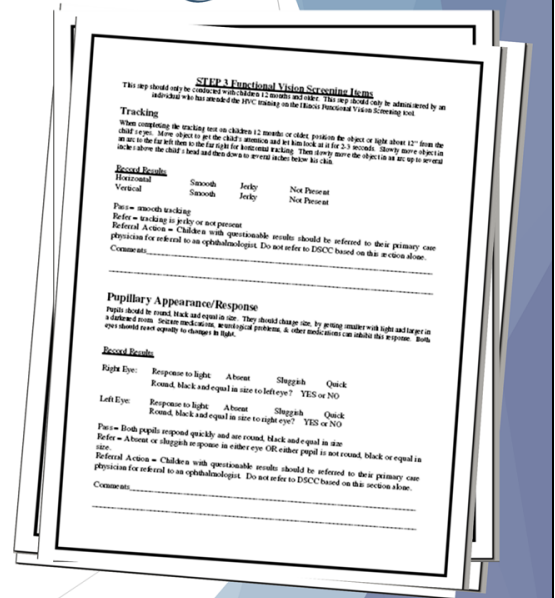 STEP 3 Functional Vision Screening Items
This step should only be conducted with children 12 months and older. This step should only be administered by an
individual who has attended the HVC training on the Illinois Functional Vision Screening tool.
Tracking
When completing the tracking test on children 12 months or older, position the object or light about 12" from the
child's eyes. Move object to get the child's attention and let him look at it for 2-3 seconds. Slowly move object in
an arc to the far left then to the far right for horizontal tracking. Then slowly move the object in an arc up to several
inches above the child's head and then down to several inches below his chin.
Record Results
Horizontal Smooth Jerky Not Present
Vertical Smooth Jerky Not Present
Pass= smooth tracking
Refer = tracking is jerky or not present
Referral Action = Children with questionable results should be referred to their primary care
physician for referral to an ophthalmologist. Do not refer to DSCC based on this section alone.
Comments
Pupillary Appearance/Response
Pupils should be round, black and equal in size. They should change size, by getting smaller with light and larger in
a darkened room. Seizure medications, neurological problems, & other medications can inhibit this response. Both
eyes should react equally to changes in light.
Record Results
Right Eye: Response to light: Absent Sluggish Quick
Round, black and equal in size to left eye? YES or NO
Left Eye: Response to light: Absent Sluggish Quick
Round, black and equal in size to right eye? YES or NO
Pass= Both pupils respond quickly and are round, black and equal in size
Refer = Absent or sluggish response in either eye OR either pupil is not round, black or equal in
size.
Referral Action = Children with questionable results should be referred to their primary care
physician for referral to an ophthalmologist. Do not refer to DSCC based on this section alone.
Comments